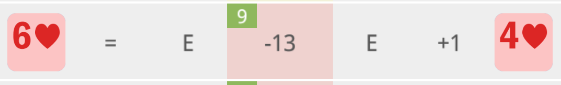 6♥ = E 9 -13 E +1 4♥